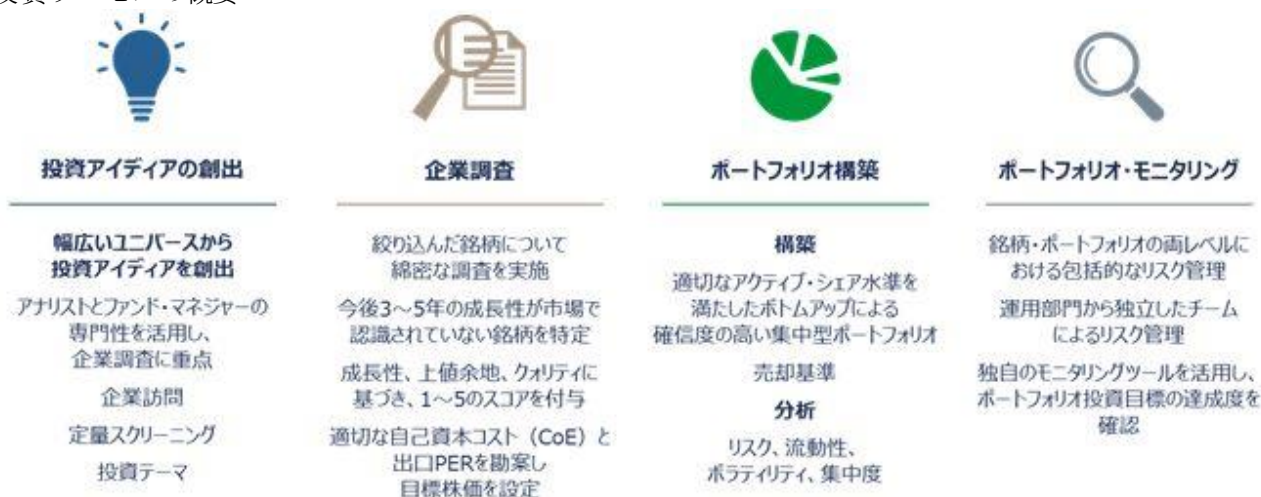 投資アイディアの創出
幅広いユニバースから
投資アイディアを創出
アナリストとファンド・マネジャーの
専門性を活用し、
企業調査に重点
企業訪問
定量スクリーニング
投資テーマ
企業調査
絞り込んだ銘柄について
綿密な調査を実施
今後3～5年の成長性が市場で
認識されていない銘柄を特定
成長性、上値余地、クオリティに
基づき、1～5のスコアを付与
適切な自己資本コスト（CoE）と
出口PERを勘案し
目標株価を設定
ポートフォリオ構築
構築
適切なアクティブ・シェア水準を
満たしたボトムアップによる
確信度の高い集中型ポートフォリオ
売却基準
分析
リスク、流動性、
ボラティリティ、集中度
ポートフォリオ・モニタリング
銘柄・ポートフォリオの両レベルに
おける包括的なリスク管理
運用部門から独立したチーム
によるリスク管理
独自のモニタリングツールを活用し、
ポートフォリオ投資目標の達成度を
確認